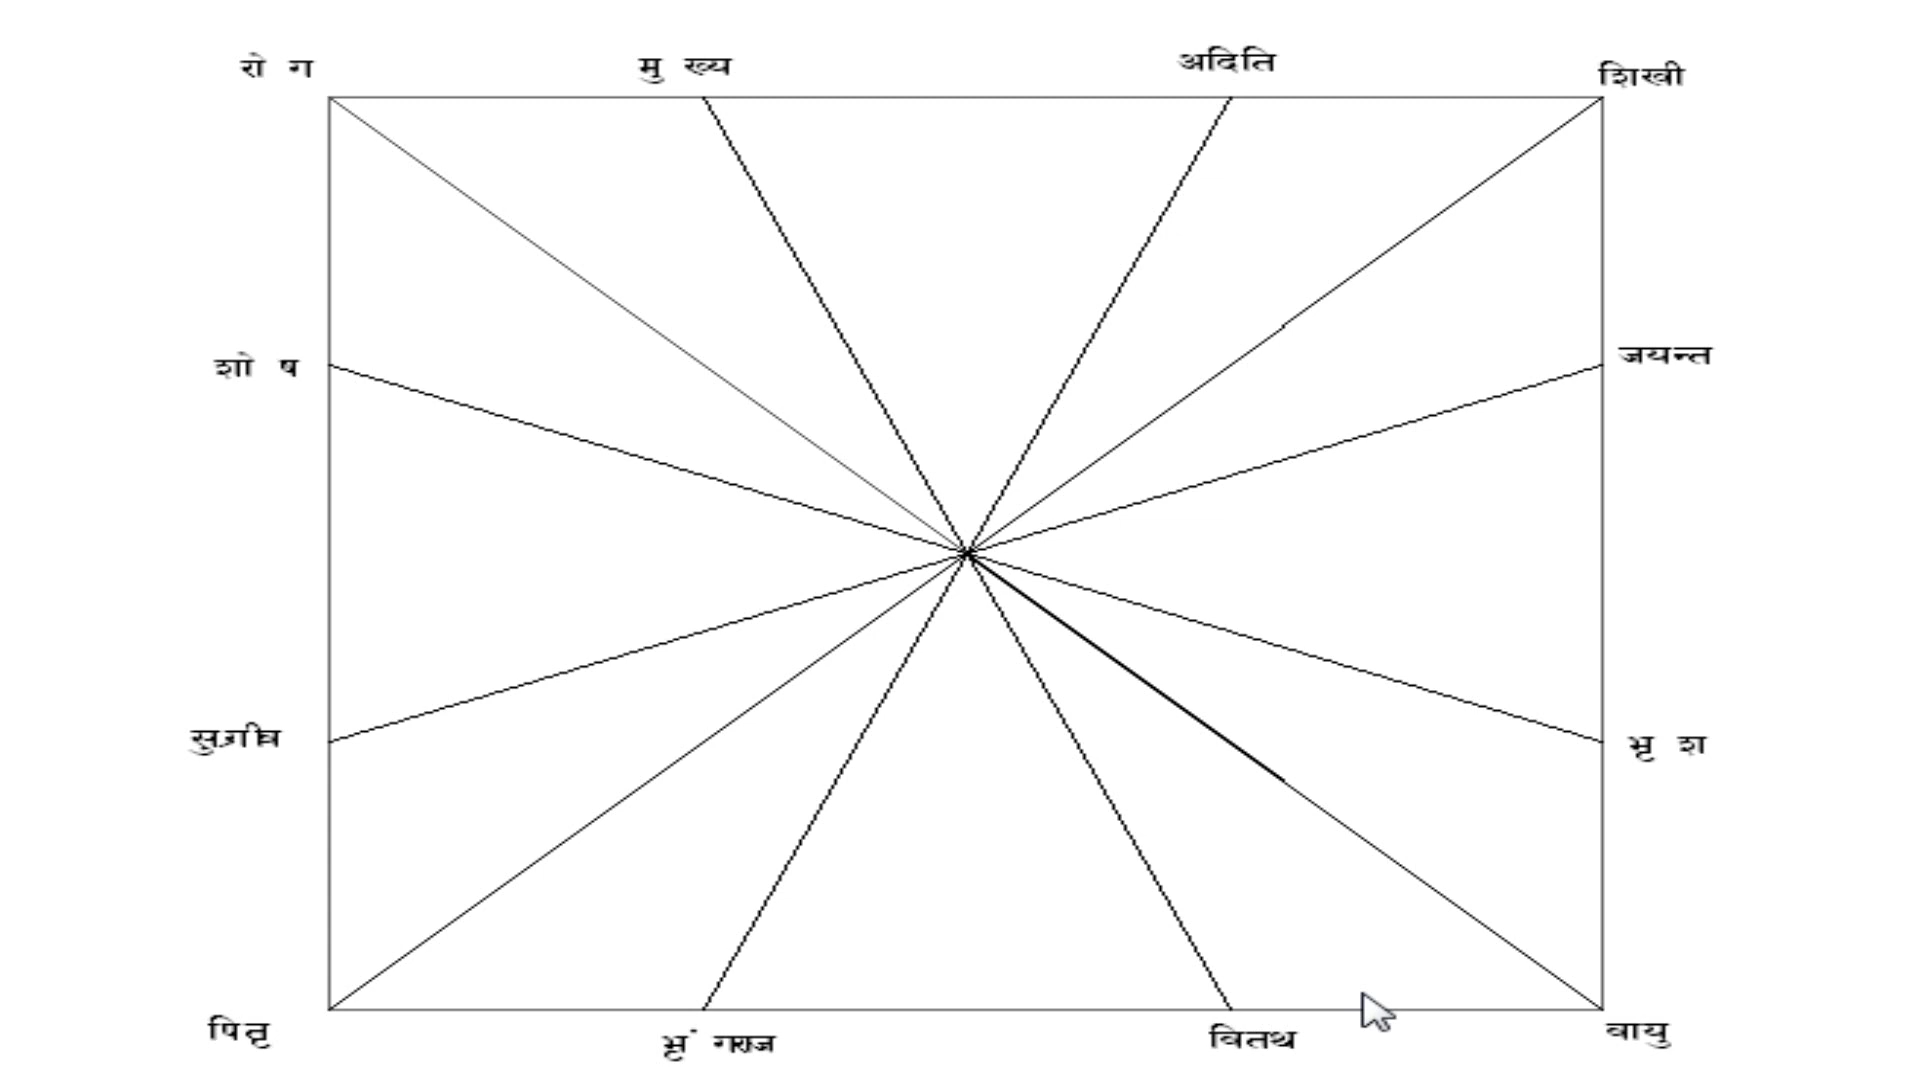 रोग मुख्य अदिति शिखी
शोष जयन्त
सुग्रीव भृश
पितृ भृंगराज वितथ वायु